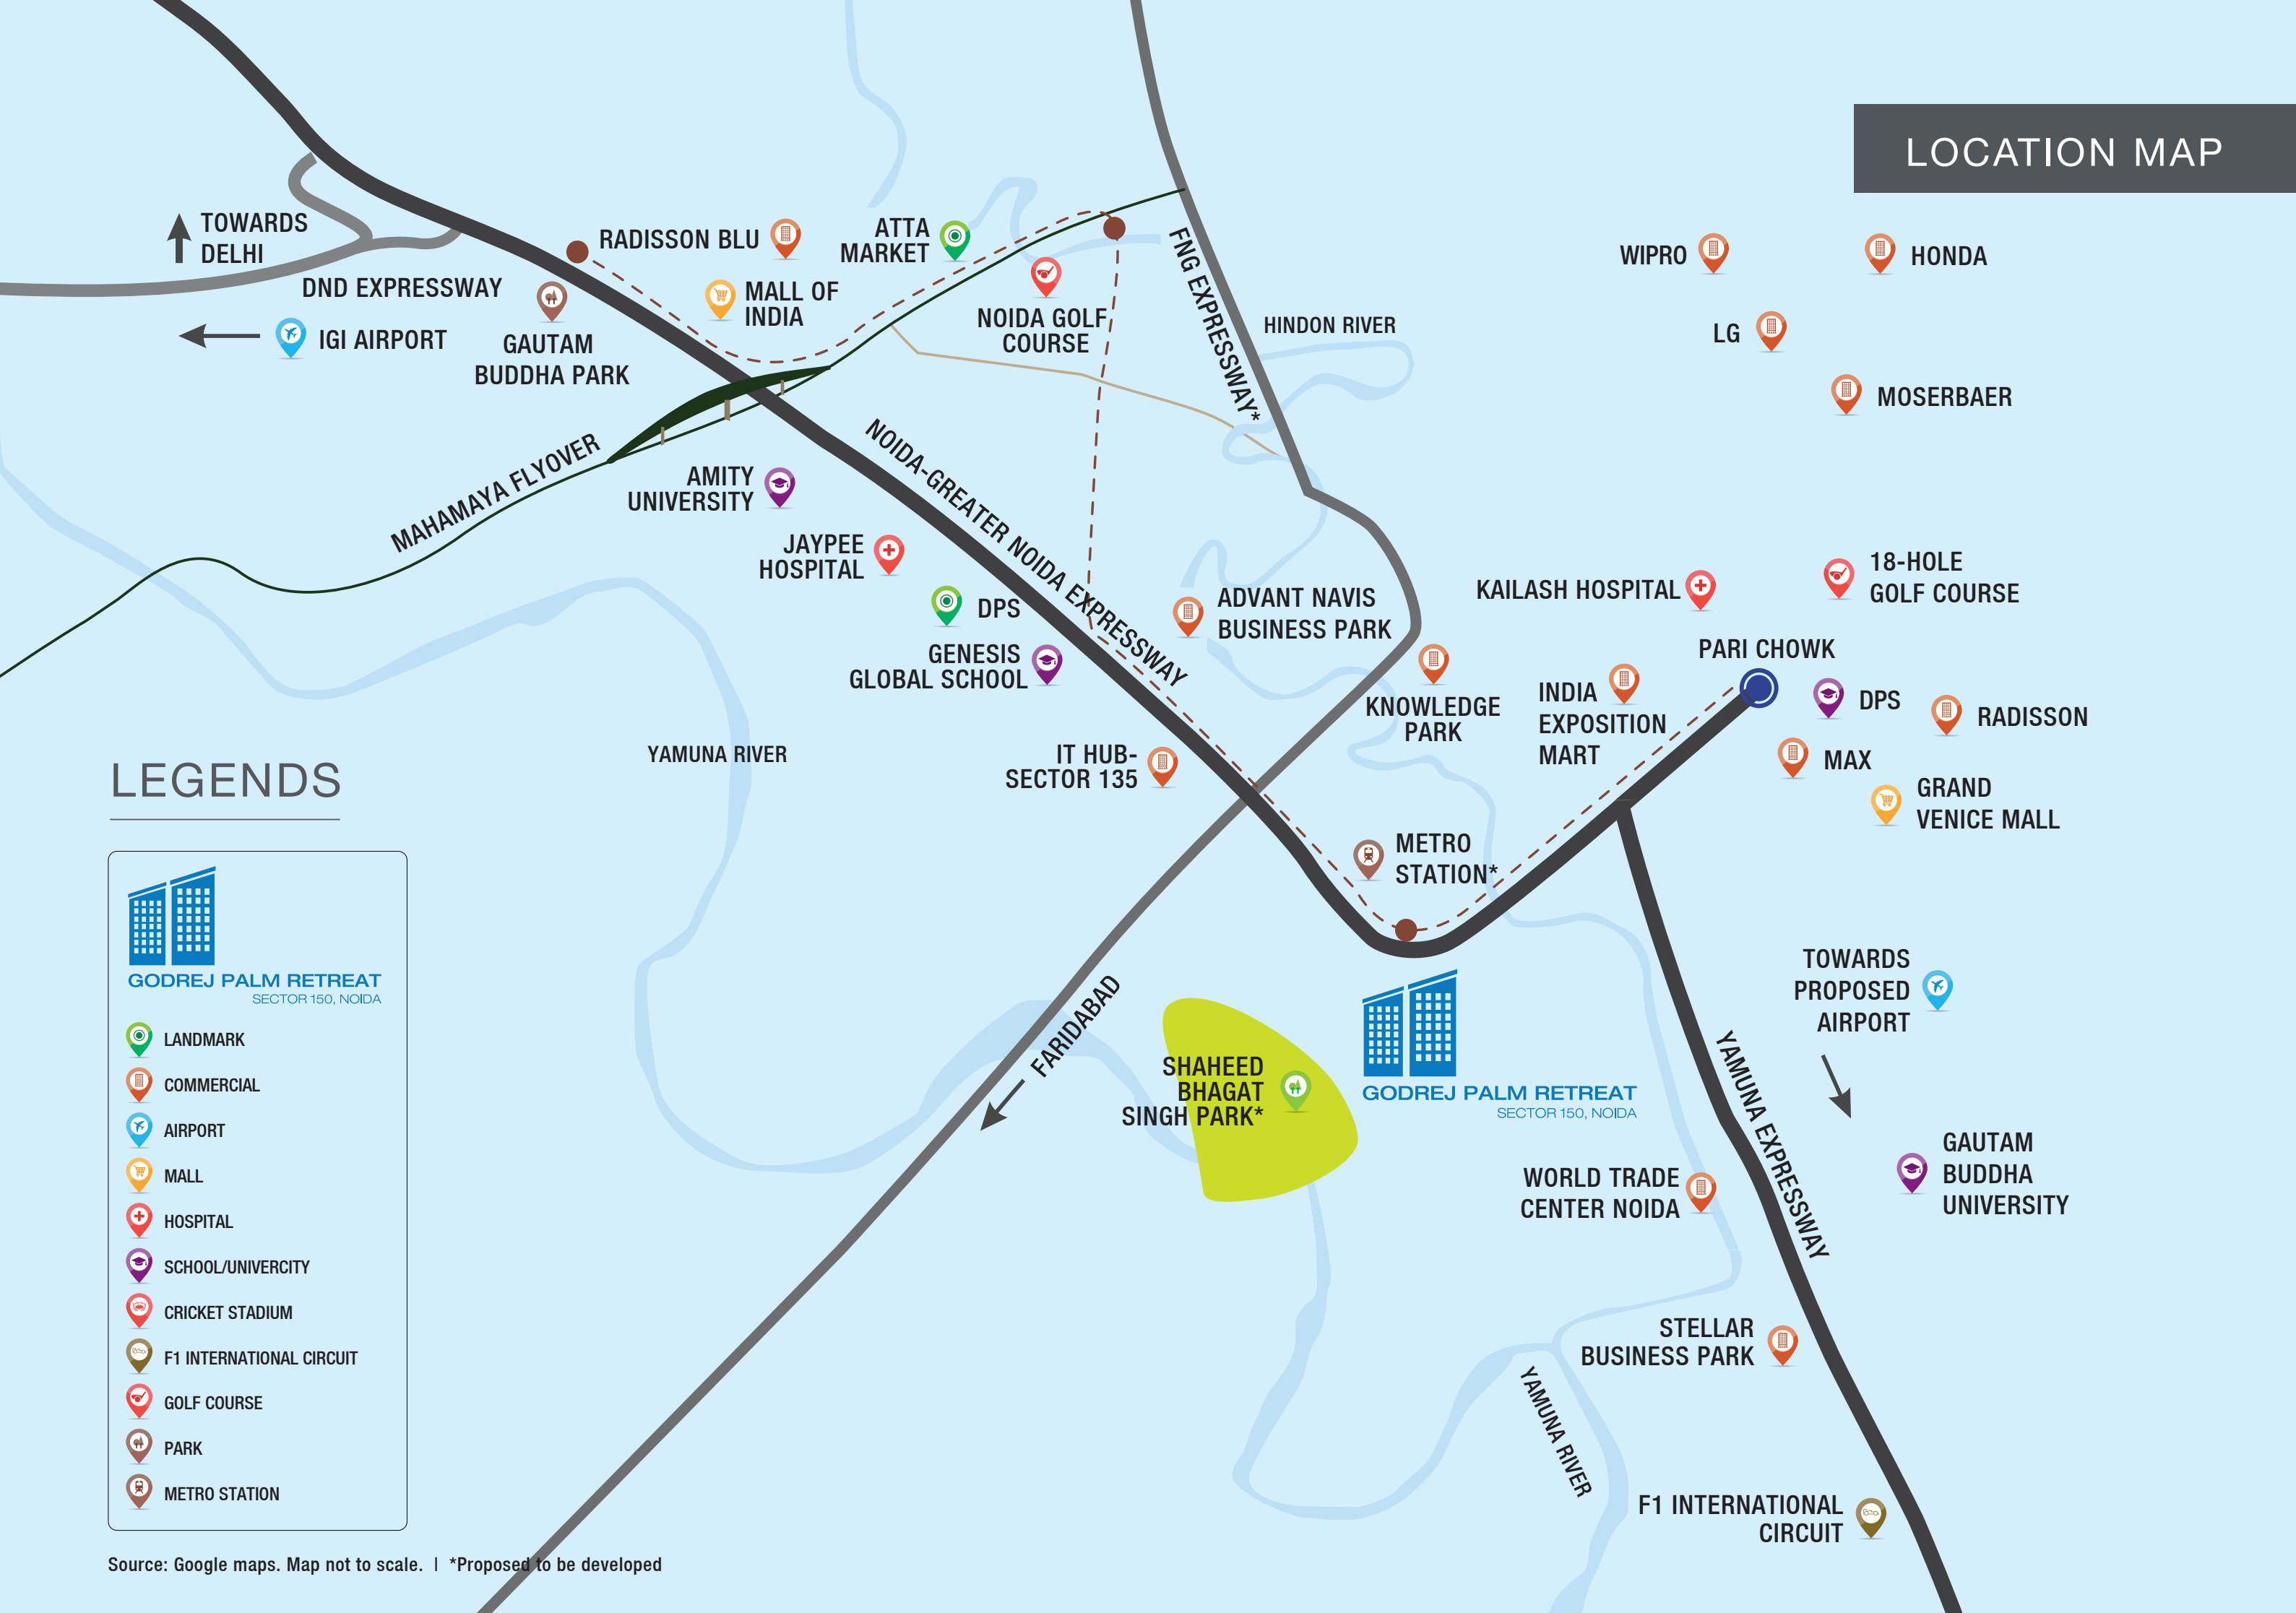 LOCATION MAP
TOWARDS
DELHI
DND EXPRESSWAY
IGI AIRPORT
GAUTAM
BUDDHA PARK
RADISSON BLU
MALL OF
INDIA
ATTA
MARKET
NOIDA GOLF
COURSE
FNG EXPRESSWAY*
HINDON RIVER
WIPRO
HONDA
LG
MOSERBAER
MAHAMAYA FLYOVER
NOIDA-GREATER NOIDA EXPRESSWAY
AMITY
UNIVERSITY
JAYPEE
HOSPITAL
DPS
GENESIS
GLOBAL SCHOOL
ADVANT NAVIS
BUSINESS PARK
KAILASH HOSPITAL
18-HOLE
GOLF COURSE
PARI CHOWK
KNOWLEDGE
PARK
INDIA
EXPOSITION
MART
DPS
RADISSON
MAX
GRAND
VENICE MALL
YAMUNA RIVER
IT HUB-
SECTOR 135
METRO
STATION*
TOWARDS
PROPOSED
AIRPORT
FARIDABAD
SHAHEED
BHAGAT
SINGH PARK*
GODREJ PALM RETREAT
SECTOR 150, NOIDA
YAMUNA EXPRESSWAY
GAUTAM
BUDDHA
UNIVERSITY
WORLD TRADE
CENTER NOIDA
STELLAR
BUSINESS PARK
YAMUNA RIVER
F1 INTERNATIONAL
CIRCUIT
LEGENDS
GODREJ PALM RETREAT
SECTOR 150, NOIDA
LANDMARK
COMMERCIAL
AIRPORT
MALL
HOSPITAL
SCHOOL/UNIVERCITY
CRICKET STADIUM
F1 INTERNATIONAL CIRCUIT
GOLF COURSE
PARK
METRO STATION
Source: Google maps. Map not to scale. | *Proposed to be developed